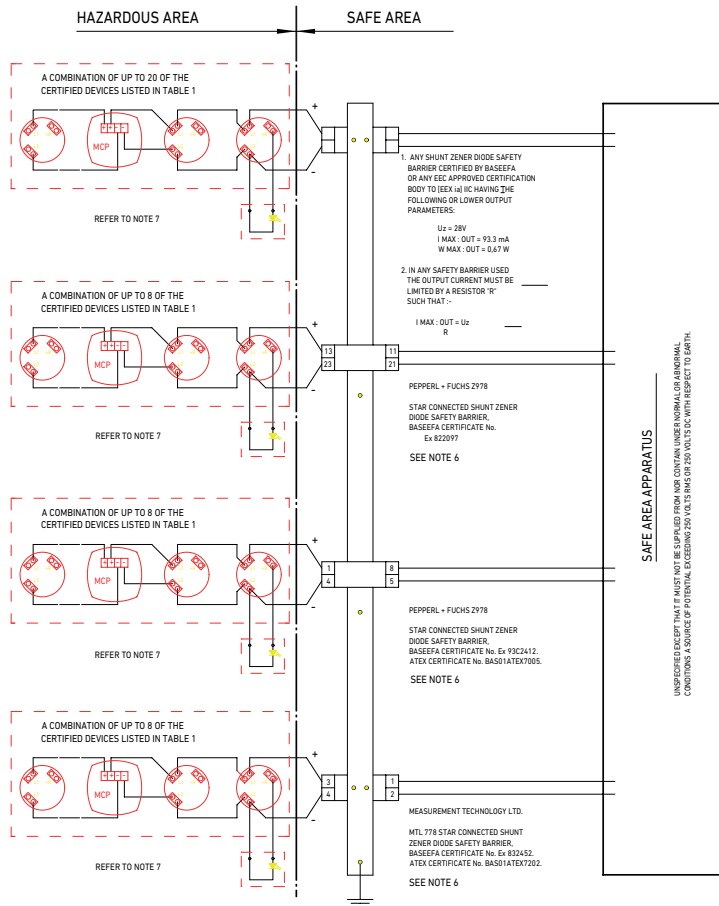 HAZARDOUS AREA
SAFE AREA
A COMBINATION OF UP TO 20 OF THE
CERTIFIED DEVICES LISTED IN TABLE 1
+
+ + - -
MCP
-
REFER TO NOTE 7
1. ANY SHUNT ZENER DIODE SAFETY
BARRIER CERTIFIED BY BASEEFA
OR ANY EEC APPROVED CERTIFICATION
BODY TO [EEX ia] IIC HAVING THE
FOLLOWING OR LOWER OUTPUT
PARAMETERS:
Uz = 28V
I MAX : OUT = 93.3 mA
W MAX : OUT = 0,67 W
2. IN ANY SAFETY BARRIER USED
THE OUTPUT CURRENT MUST BE
LIMITED BY A RESISTOR "R"
SUCH THAT :-
I MAX : OUT = Uz
R
A COMBINATION OF UP TO 8 OF THE
CERTIFIED DEVICES LISTED IN TABLE 1
+
+ + - -
MCP
-
13 11
23 21
REFER TO NOTE 7
PEPPERL + FUCHS Z978
STAR CONNECTED SHUNT ZENER
DIODE SAFETY BARRIER,
BASEEFA CERTIFICATE No.
Ex 822097
SEE NOTE 6
A COMBINATION OF UP TO 8 OF THE
CERTIFIED DEVICES LISTED IN TABLE 1
+
+ + - -
MCP
-
1 8
4 5
REFER TO NOTE 7
PEPPERL + FUCHS Z978
STAR CONNECTED SHUNT ZENER
DIODE SAFETY BARRIER,
BASEEFA CERTIFICATE No. Ex 93C2412.
ATEX CERTIFICATE No. BAS01ATEX7005.
SEE NOTE 6
A COMBINATION OF UP TO 8 OF THE
CERTIFIED DEVICES LISTED IN TABLE 1
+
+ + - -
MCP
-
3 1
4 2
REFER TO NOTE 7
MEASUREMENT TECHNOLOGY LTD.
MTL 778 STAR CONNECTED SHUNT
ZENER DIODE SAFETY BARRIER,
BASEEFA CERTIFICATE No. Ex 832452.
ATEX CERTIFICATE No. BAS01ATEX7202.
SEE NOTE 6
SAFE AREA APPARATUS
UNSPECIFIED EXCEPT THAT IT MUST NOT BE SUPPLIED FROM NOR CONTAIN UNDER NORMAL OR ABNORMAL
CONDITIONS A SOURCE OF POTENTIAL EXCEEDING 250 VOLTS RMS OR 250 VOLTS DC WITH RESPECT TO EARTH.